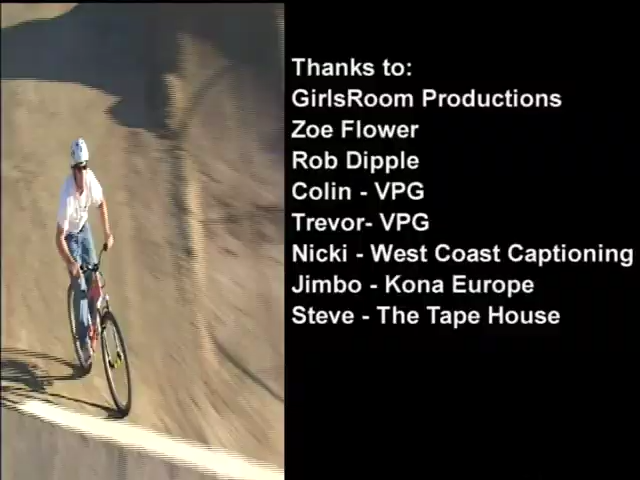 Thanks to:
GirlsRoom Productions
Zoe Flower
Rob Dipple
Colin - VPG
Trevor- VPG
Nicki - West Coast Captioning
Jimbo - Kona Europe
Steve - The Tape House